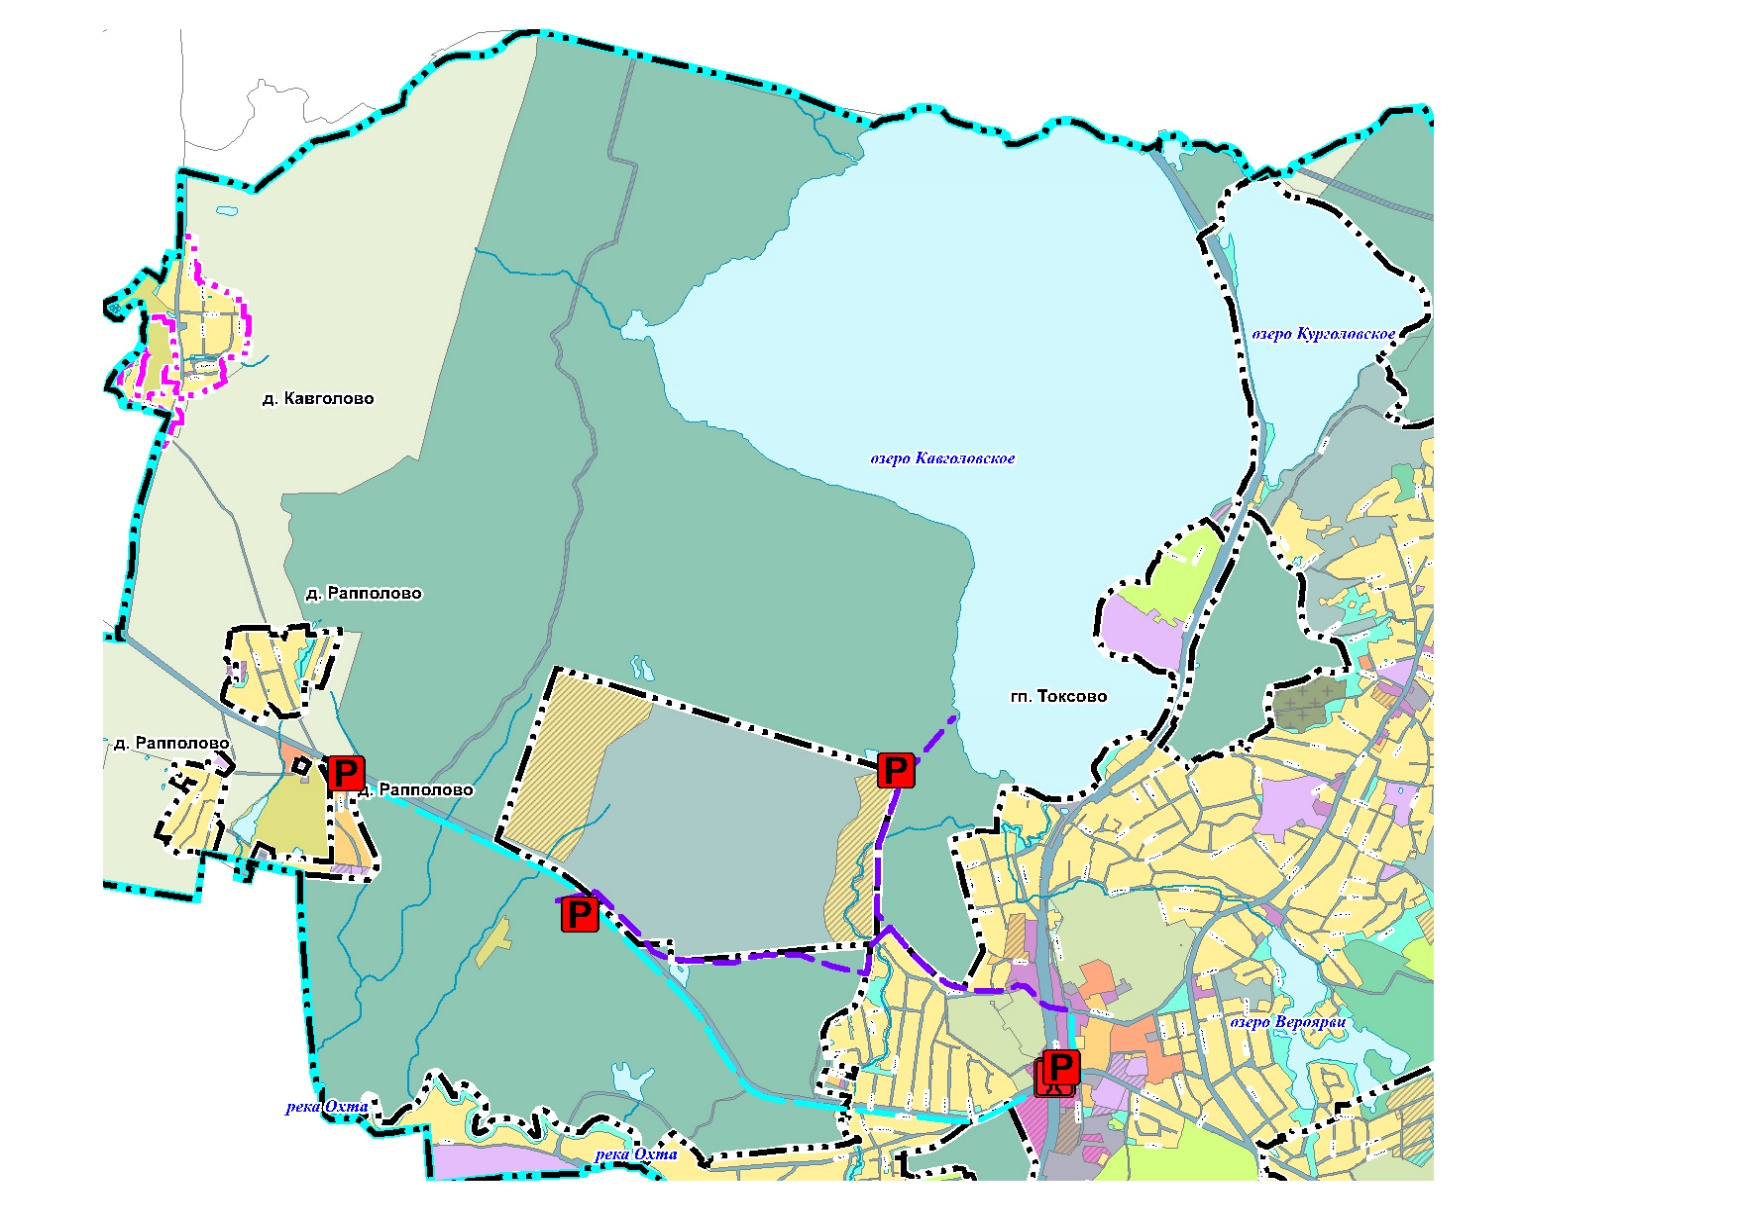 озеро Курголовское
д. Кавголово
озеро Кавголовское
д. Рапполово
гп. Токсово
д. Рапполово
P
P
д. Рапполово
P
озеро Вероярви
P
река Охта
река Охта